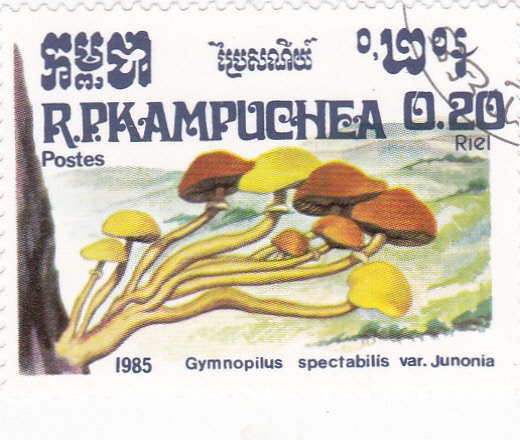 កម្ពុជា ប្រៃសណីយ៍ ០,២០៛
R.P.KAMPUCHEA 0.20
Postes Riel
1985 Gymnopilus spectabilis var. Junonia